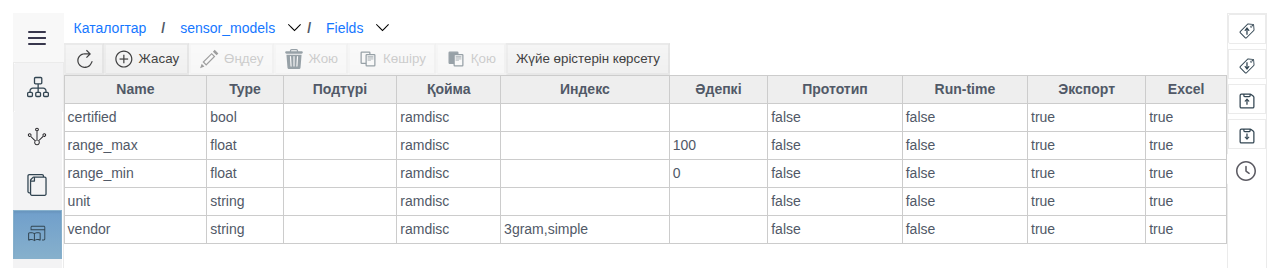 Каталогтар / sensor_models / Fields
Жасау Өңдеу Жою Көшіру Қою Жүйе өрістерін көрсету
Name Type Подтүрі Қойма Индекс Әдепкі Прототип Run-time Экспорт Excel
certified bool ramdisc false false true true
range_max float ramdisc 100 false false true true
range_min float ramdisc 0 false false true true
unit string ramdisc false false true true
vendor string ramdisc 3gram,simple false false true true